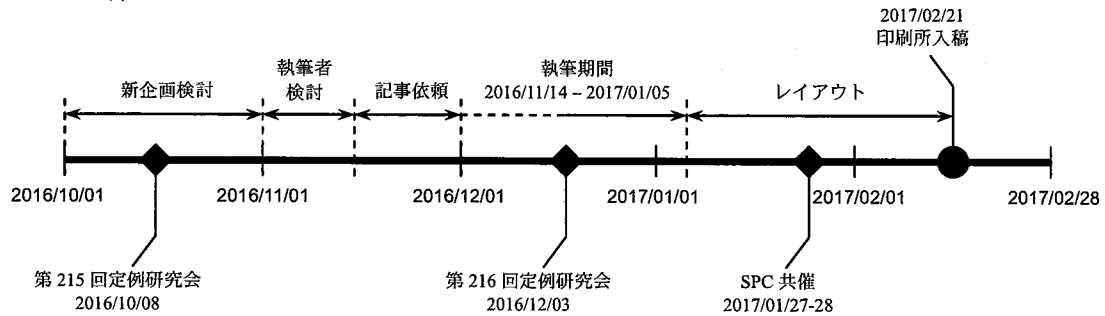 2017/02/21
印刷所入稿
新企画検討
執筆者
検討
記事依頼
執筆期間
2016/11/14 – 2017/01/05
レイアウト
2016/10/01
2016/11/01
2016/12/01
2017/01/01
2017/02/01
2017/02/28
第 215 回定例研究会
2016/10/08
第 216 回定例研究会
2016/12/03
SPC 共催
2017/01/27-28